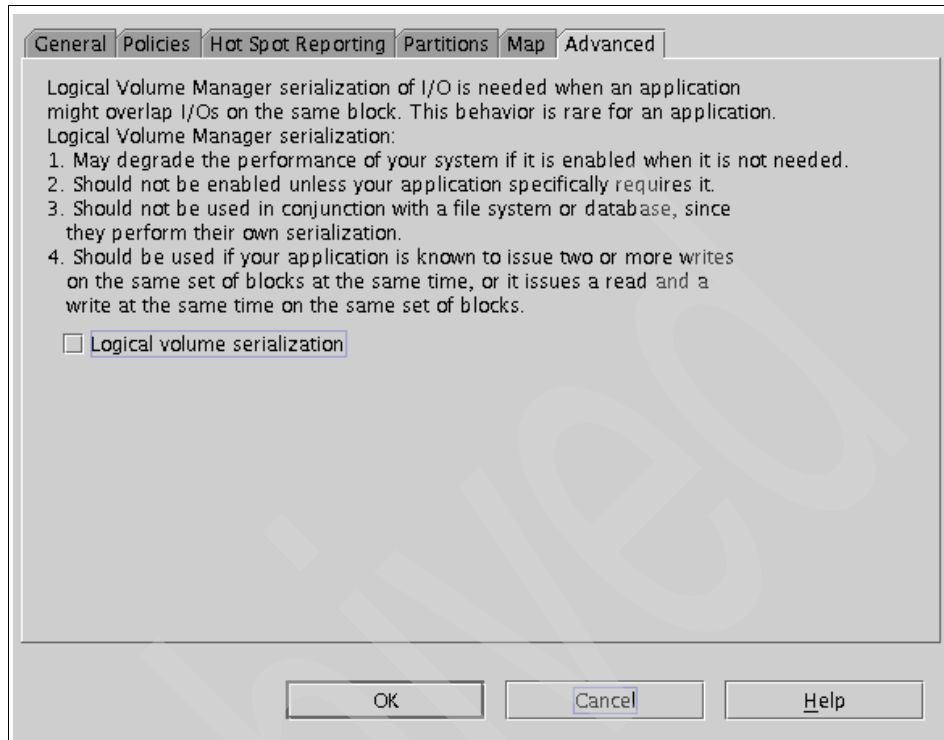 General Policies Hot Spot Reporting Partitions Map Advanced
Logical Volume Manager serialization of I/O is needed when an application
might overlap I/Os on the same block. This behavior is rare for an application.
Logical Volume Manager serialization:
1. May degrade the performance of your system if it is enabled when it is not needed.
2. Should not be enabled unless your application specifically requires it.
3. Should not be used in conjunction with a file system or database, since
they perform their own serialization.
4. Should be used if your application is known to issue two or more writes
on the same set of blocks at the same time, or it issues a read and a
write at the same time on the same set of blocks.
Logical volume serialization
OK Cancel Help
hived